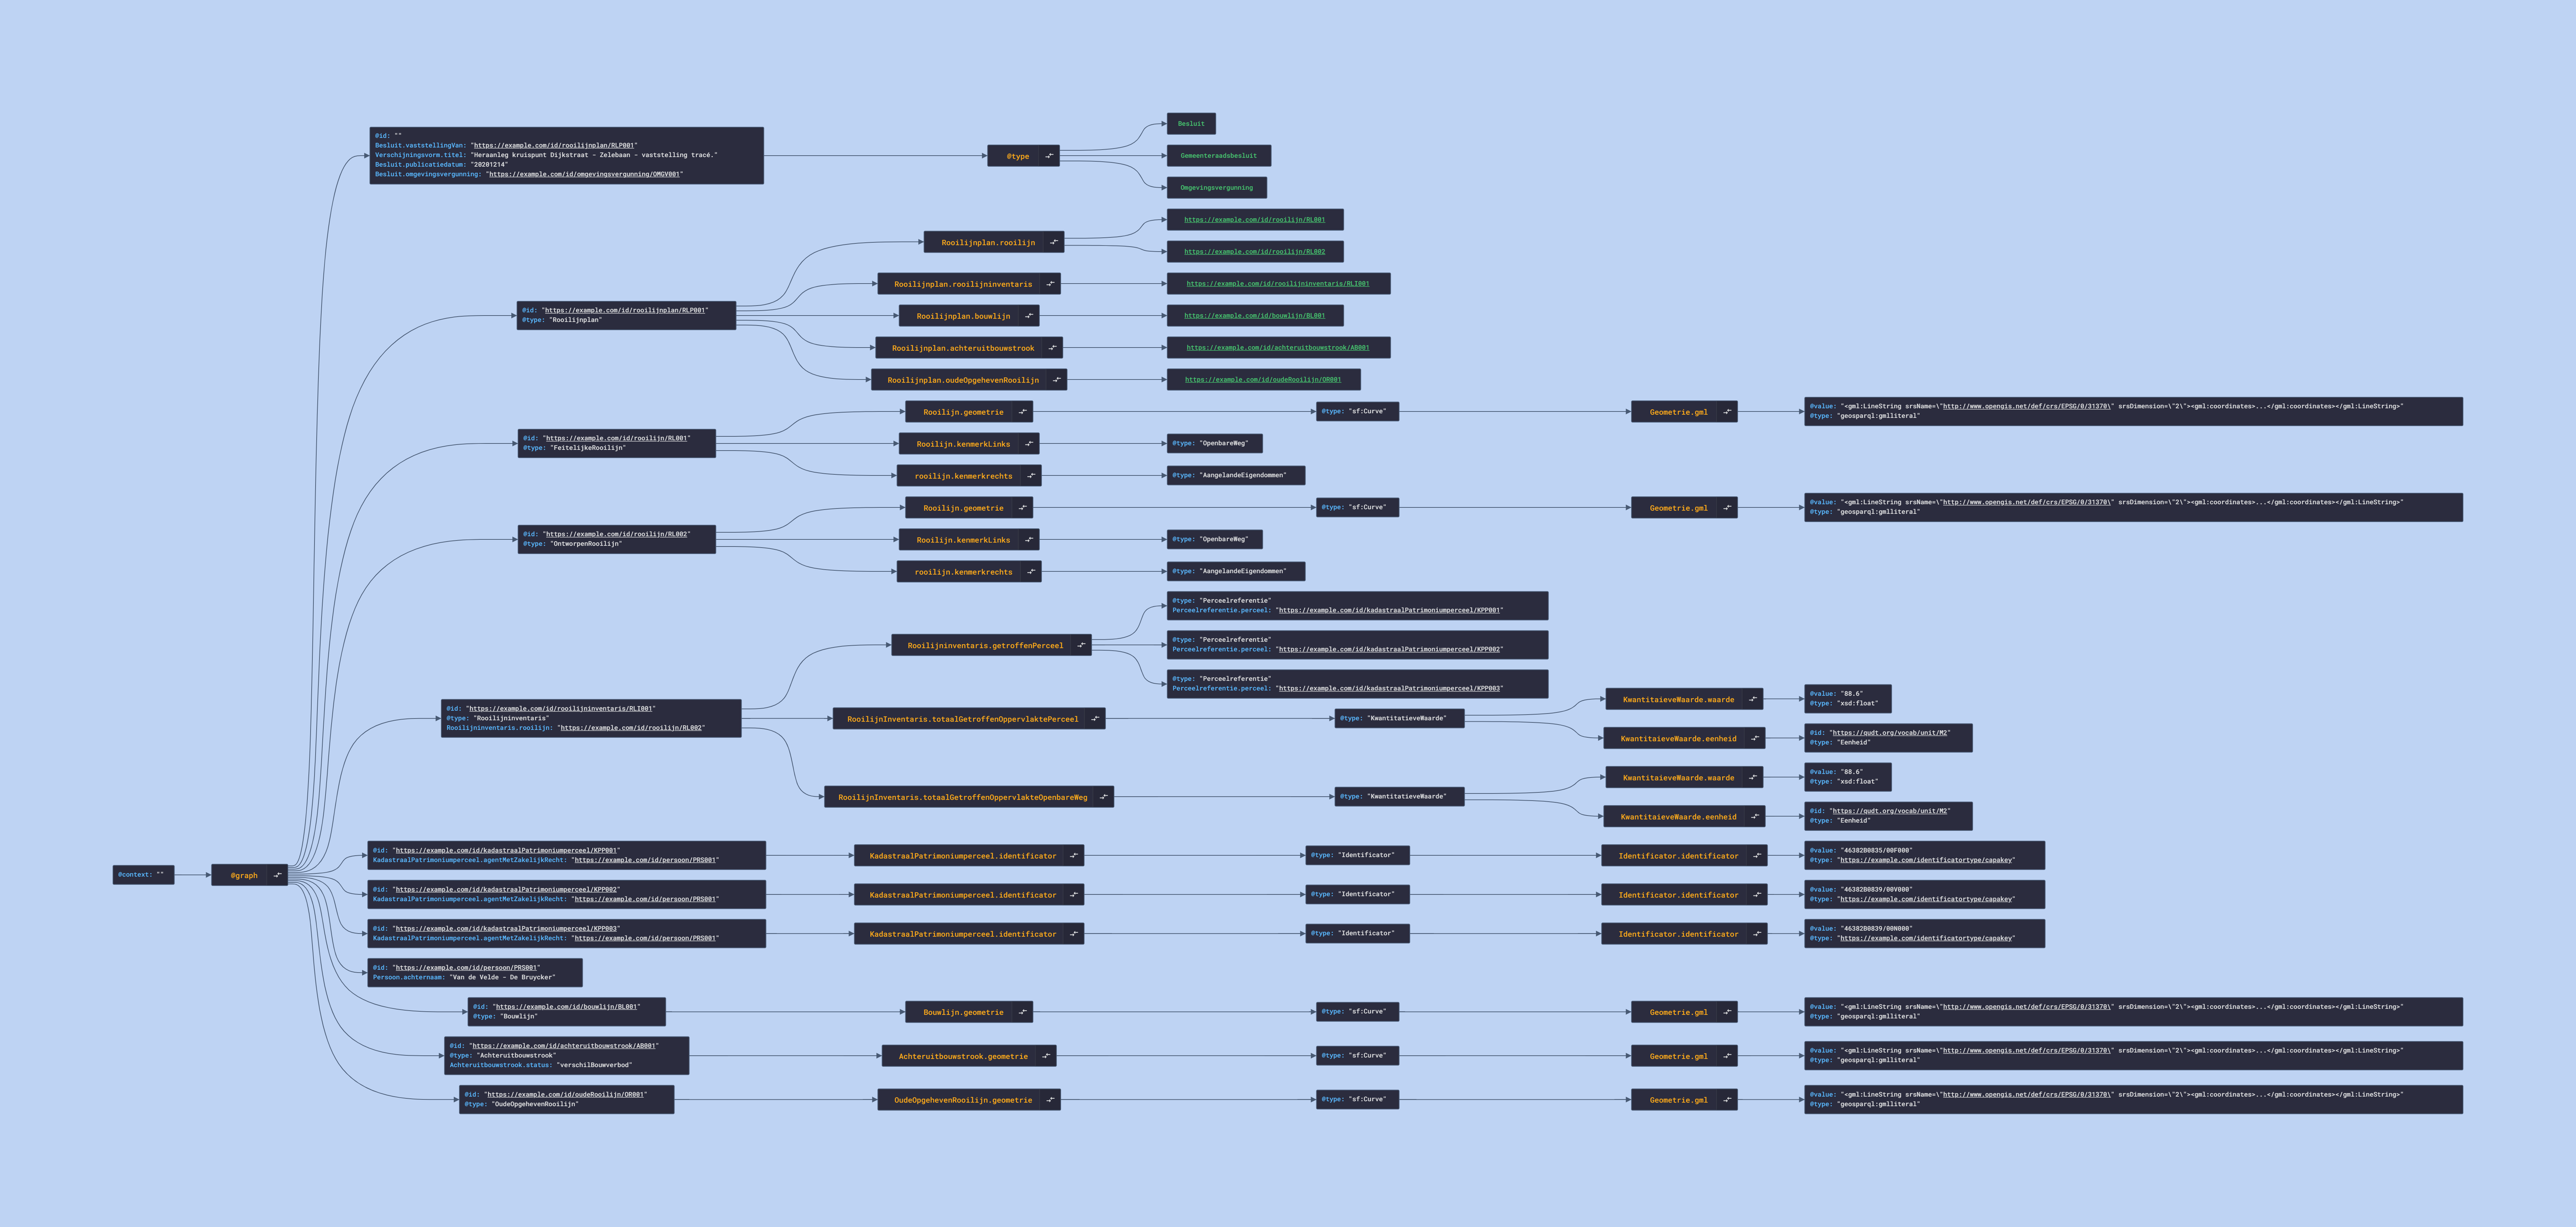 @context: ""
@graph
@id: ""
Besluit.vaststellingVan: "https://example.com/id/rooilijnplan/RLP001"
Verschijningsvorm.titel: "Heraanleg kruispunt Dijkstraat - Zelebaan - vaststelling tracé."
Besluit.publicatiedatum: "20201214"
Besluit.omgevingsvergunning: "https://example.com/id/omgevingsvergunning/OMGV001"
@type
Besluit
Gemeenteraadsbesluit
Omgevingsvergunning
@id: "https://example.com/id/rooilijnplan/RLP001"
@type: "Rooilijnplan"
Rooilijnplan.rooilijn
https://example.com/id/rooilijn/RL001
https://example.com/id/rooilijn/RL002
Rooilijnplan.rooilijninventaris
https://example.com/id/rooilijninventaris/RLI001
Rooilijnplan.bouwlijn
https://example.com/id/bouwlijn/BL001
Rooilijnplan.achteruitbouwstrook
https://example.com/id/achteruitbouwstrook/AB001
Rooilijnplan.oudeOpgehevenRooilijn
https://example.com/id/oudeRooilijn/OR001
@id: "https://example.com/id/rooilijn/RL001"
@type: "FeitelijkeRooilijn"
Rooilijn.geometrie
@type: "sf:Curve"
Geometrie.gml
@value: "<gml:LineString srsName=\"http://www.opengis.net/def/crs/EPSG/0/31370\" srsDimension=\"2\"><gml:coordinates>...</gml:coordinates></gml:LineString>"
@type: "geosparql:gmlliteral"
Rooilijn.kenmerkLinks
@type: "OpenbareWeg"
rooilijn.kenmerkrechts
@type: "AangelandeEigendommen"
@id: "https://example.com/id/rooilijn/RL002"
@type: "OntworpenRooilijn"
Rooilijn.geometrie
@type: "sf:Curve"
Geometrie.gml
@value: "<gml:LineString srsName=\"http://www.opengis.net/def/crs/EPSG/0/31370\" srsDimension=\"2\"><gml:coordinates>...</gml:coordinates></gml:LineString>"
@type: "geosparql:gmlliteral"
Rooilijn.kenmerkLinks
@type: "OpenbareWeg"
rooilijn.kenmerkrechts
@type: "AangelandeEigendommen"
@id: "https://example.com/id/rooilijninventaris/RLI001"
@type: "Rooilijninventaris"
Rooilijninventaris.rooilijn: "https://example.com/id/rooilijn/RL002"
Rooilijninventaris.getroffenPerceel
@type: "Perceelreferentie"
Perceelreferentie.perceel: "https://example.com/id/kadastraalPatrimoniumperceel/KPP001"
@type: "Perceelreferentie"
Perceelreferentie.perceel: "https://example.com/id/kadastraalPatrimoniumperceel/KPP002"
@type: "Perceelreferentie"
Perceelreferentie.perceel: "https://example.com/id/kadastraalPatrimoniumperceel/KPP003"
RooilijnInventaris.totaalGetroffenOppervlaktePerceel
@type: "KwantitatieveWaarde"
KwantitaieveWaarde.waarde
@value: "88.6"
@type: "xsd:float"
KwantitaieveWaarde.eenheid
@id: "https://qudt.org/vocab/unit/M2"
@type: "Eenheid"
RooilijnInventaris.totaalGetroffenOppervlakteOpenbareWeg
@type: "KwantitatieveWaarde"
KwantitaieveWaarde.waarde
@value: "88.6"
@type: "xsd:float"
KwantitaieveWaarde.eenheid
@id: "https://qudt.org/vocab/unit/M2"
@type: "Eenheid"
@id: "https://example.com/id/kadastraalPatrimoniumperceel/KPP001"
KadastraalPatrimoniumperceel.agentMetZakelijkRecht: "https://example.com/id/persoon/PRS001"
KadastraalPatrimoniumperceel.identificator
@type: "Identificator"
Identificator.identificator
@value: "46382B0835/00F000"
@type: "https://example.com/identificatortype/capakey"
@id: "https://example.com/id/kadastraalPatrimoniumperceel/KPP002"
KadastraalPatrimoniumperceel.agentMetZakelijkRecht: "https://example.com/id/persoon/PRS001"
KadastraalPatrimoniumperceel.identificator
@type: "Identificator"
Identificator.identificator
@value: "46382B0839/00V000"
@type: "https://example.com/identificatortype/capakey"
@id: "https://example.com/id/kadastraalPatrimoniumperceel/KPP003"
KadastraalPatrimoniumperceel.agentMetZakelijkRecht: "https://example.com/id/persoon/PRS001"
KadastraalPatrimoniumperceel.identificator
@type: "Identificator"
Identificator.identificator
@value: "46382B0839/00N000"
@type: "https://example.com/identificatortype/capakey"
@id: "https://example.com/id/persoon/PRS001"
Persoon.achternaam: "Van de Velde - De Bruycker"
@id: "https://example.com/id/bouwlijn/BL001"
@type: "Bouwlijn"
Bouwlijn.geometrie
@type: "sf:Curve"
Geometrie.gml
@value: "<gml:LineString srsName=\"http://www.opengis.net/def/crs/EPSG/0/31370\" srsDimension=\"2\"><gml:coordinates>...</gml:coordinates></gml:LineString>"
@type: "geosparql:gmlliteral"
@id: "https://example.com/id/achteruitbouwstrook/AB001"
@type: "Achteruitbouwstrook"
Achteruitbouwstrook.status: "verschilBouwverbod"
Achteruitbouwstrook.geometrie
@type: "sf:Curve"
Geometrie.gml
@value: "<gml:LineString srsName=\"http://www.opengis.net/def/crs/EPSG/0/31370\" srsDimension=\"2\"><gml:coordinates>...</gml:coordinates></gml:LineString>"
@type: "geosparql:gmlliteral"
@id: "https://example.com/id/oudeRooilijn/OR001"
@type: "OudeOpgehevenRooilijn"
OudeOpgehevenRooilijn.geometrie
@type: "sf:Curve"
Geometrie.gml
@value: "<gml:LineString srsName=\"http://www.opengis.net/def/crs/EPSG/0/31370\" srsDimension=\"2\"><gml:coordinates>...</gml:coordinates></gml:LineString>"
@type: "geosparql:gmlliteral"